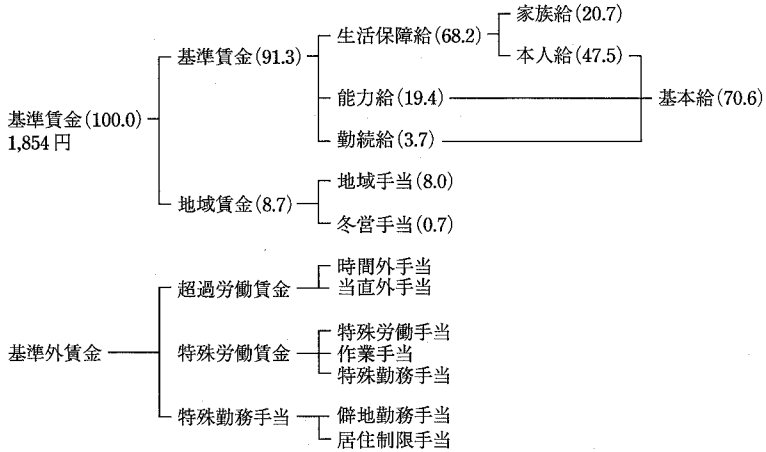 家族給(20.7)
生活保障給(68.2)
本人給(47.5)
基準賃金(91.3)
能力給(19.4)
基本給(70.6)
基準賃金(100.0)
1,854円
勤続給(3.7)
地域手当(8.0)
地域賃金(8.7)
冬営手当(0.7)
時間外手当
超過労働賃金
当直外手当
特殊労働手当
基準外賃金
特殊労働賃金
作業手当
特殊勤務手当
特殊勤務手当
僻地勤務手当
居住制限手当